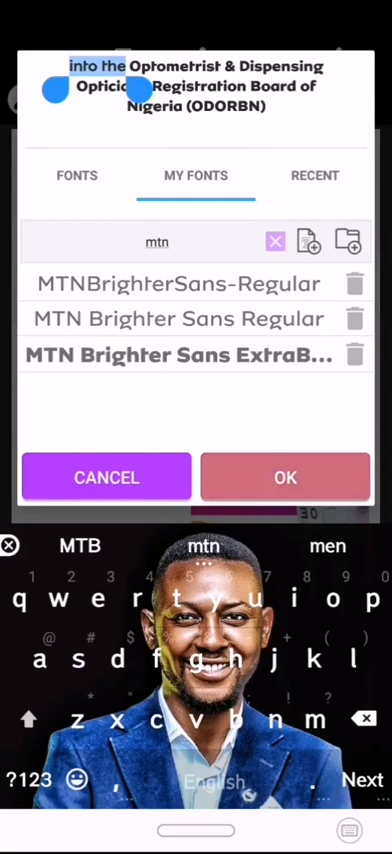 into the Optometrist & Dispensing
Registration Board of
Nigeria (ODORBN)
FONTS MY FONTS RECENT
mtn
MTNBrighterSans-Regular
MTN Brighter Sans Regular
MTN Brighter Sans ExtraB...
CANCEL OK
MTB mtn men
1 2 3 4 5 6 7 8 9 0
q w e r t y u i o p
@ # $ + ( )
a s d f g h j k l
* " ! ?
z x c v b n m
?123 , English . Next